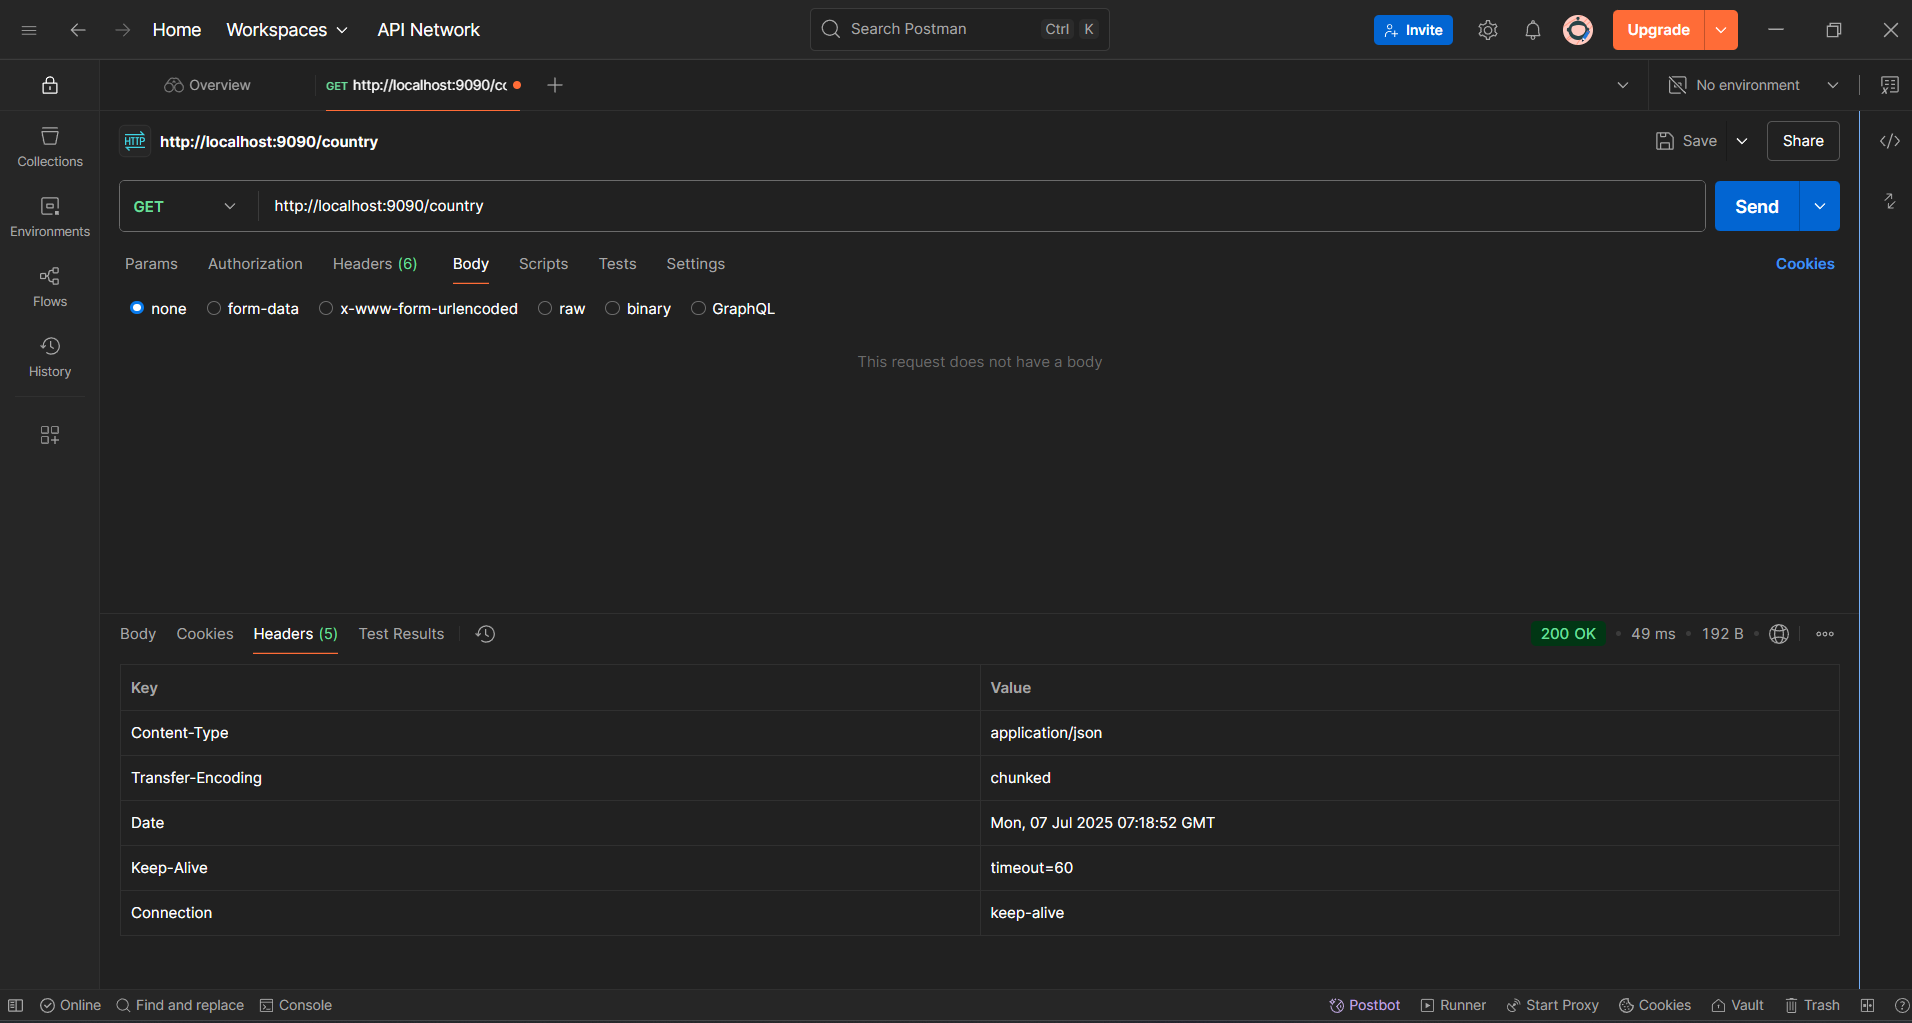 Home Workspaces API Network Search Postman Ctrl K Invite Upgrade
Overview GET http://localhost:9090/cc No environment
HTTP http://localhost:9090/country Save Share
GET http://localhost:9090/country Send
Params Authorization Headers (6) Body Scripts Tests Settings Cookies
none form-data x-www-form-urlencoded raw binary GraphQL
This request does not have a body
Collections
Environments
Flows
History
Body Cookies Headers (5) Test Results 200 OK • 49 ms • 192 B •
Key Value
Content-Type application/json
Transfer-Encoding chunked
Date Mon, 07 Jul 2025 07:18:52 GMT
Keep-Alive timeout=60
Connection keep-alive
Online Find and replace Console Postbot Runner Start Proxy Cookies Vault Trash